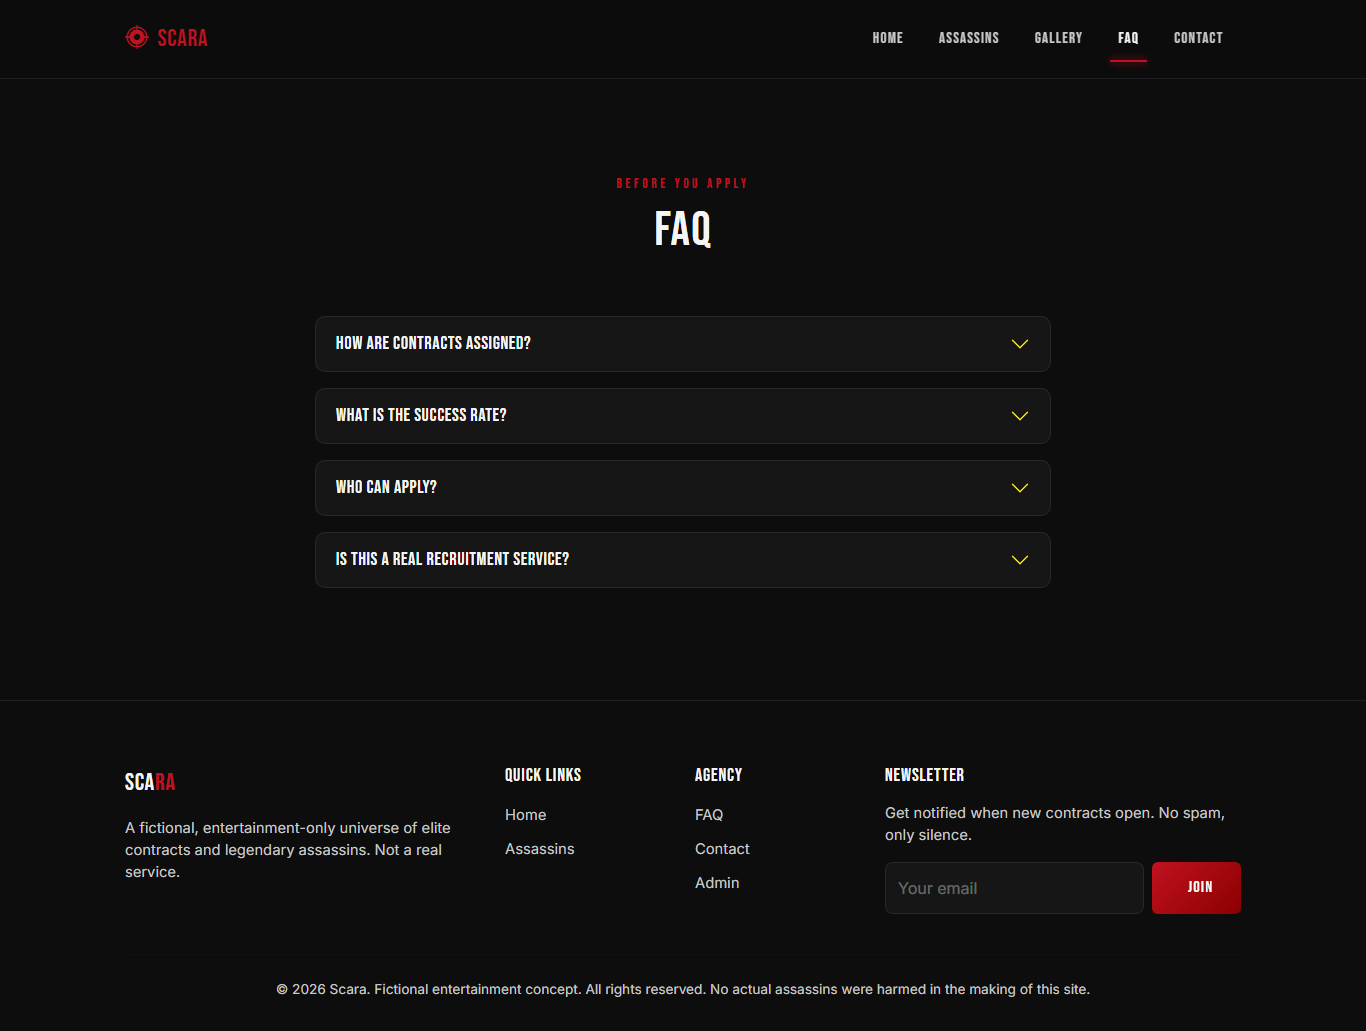 SCARA
HOME ASSASSINS GALLERY FAQ CONTACT
BEFORE YOU APPLY
FAQ
HOW ARE CONTRACTS ASSIGNED?
WHAT IS THE SUCCESS RATE?
WHO CAN APPLY?
IS THIS A REAL RECRUITMENT SERVICE?
SCARA
A fictional, entertainment-only universe of elite
contracts and legendary assassins. Not a real
service.
QUICK LINKS
Home
Assassins
AGENCY
FAQ
Contact
Admin
NEWSLETTER
Get notified when new contracts open. No spam,
only silence.
Your email
JOIN
© 2026 Scara. Fictional entertainment concept. All rights reserved. No actual assassins were harmed in the making of this site.